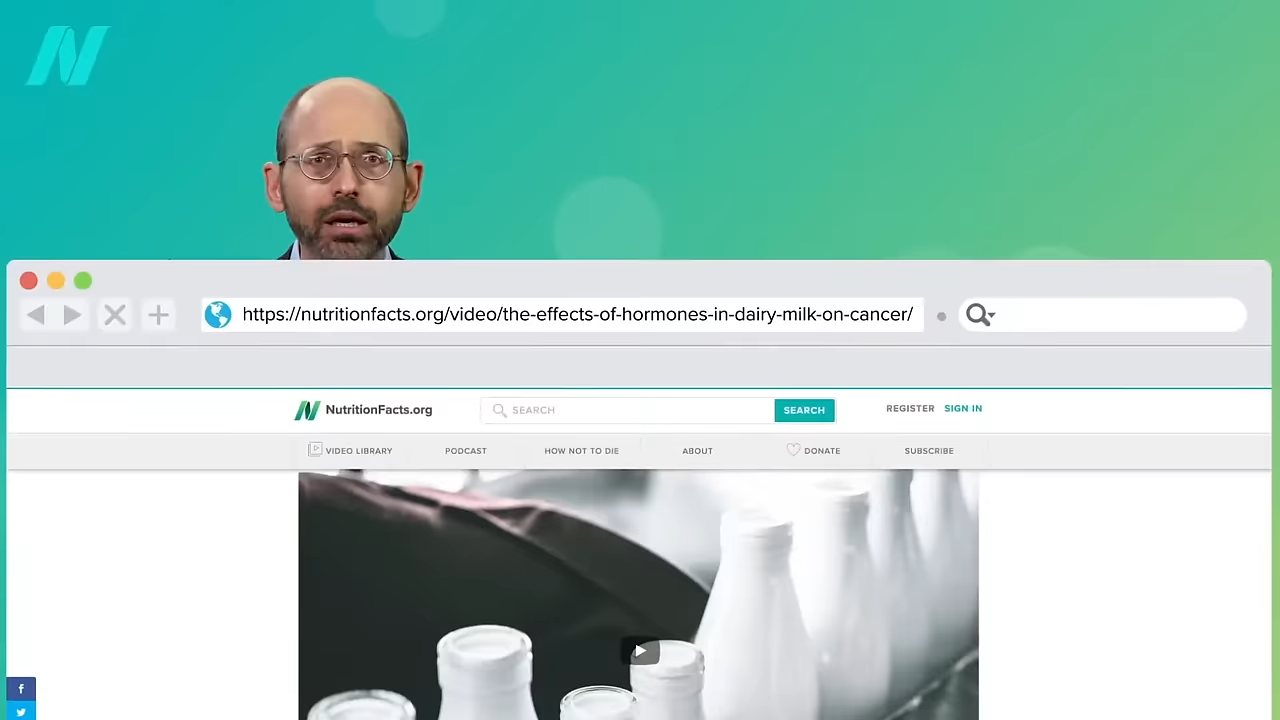 https://nutritionfacts.org/video/the-effects-of-hormones-in-dairy-milk-on-cancer/
NutritionFacts.org
SEARCH
SEARCH
REGISTER
SIGN IN
VIDEO LIBRARY
PODCAST
HOW NOT TO DIE
ABOUT
DONATE
SUBSCRIBE